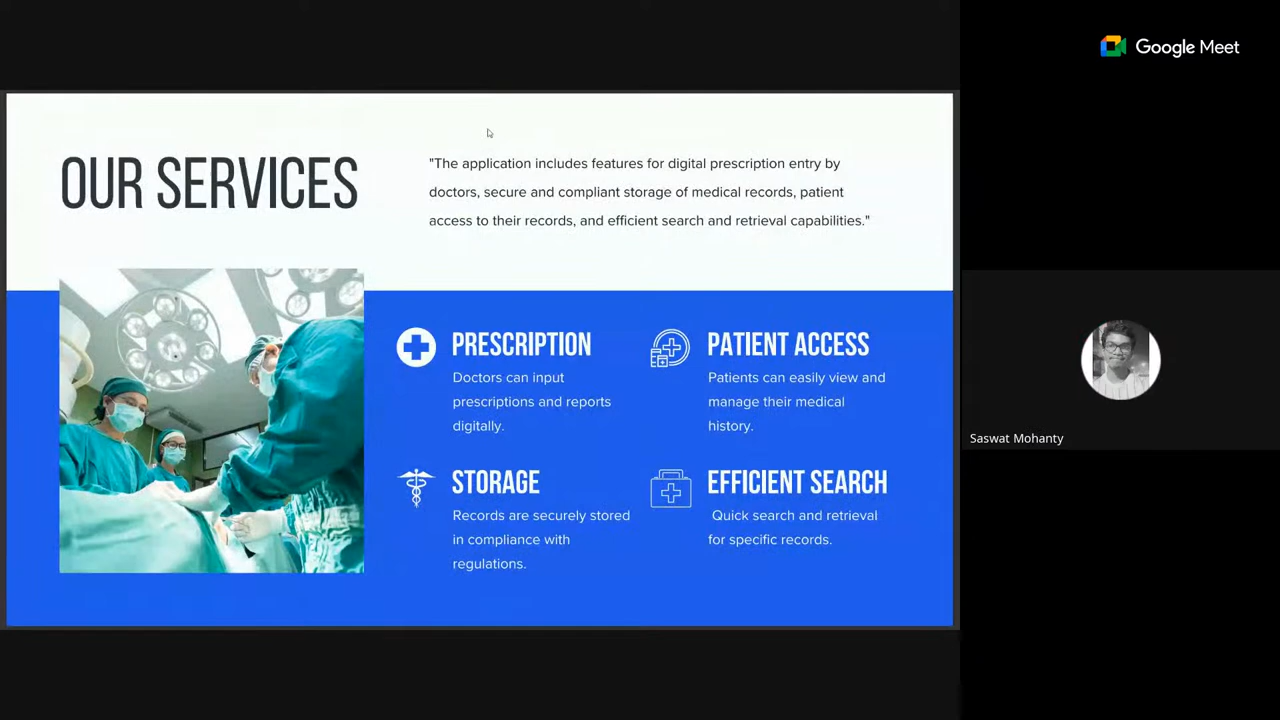 Google Meet
OUR SERVICES
"The application includes features for digital prescription entry by
doctors, secure and compliant storage of medical records, patient
access to their records, and efficient search and retrieval capabilities."
PRESCRIPTION
Doctors can input
prescriptions and reports
digitally.
PATIENT ACCESS
Patients can easily view and
manage their medical
history.
STORAGE
Records are securely stored
in compliance with
regulations.
EFFICIENT SEARCH
Quick search and retrieval
for specific records.
Saswat Mohanty